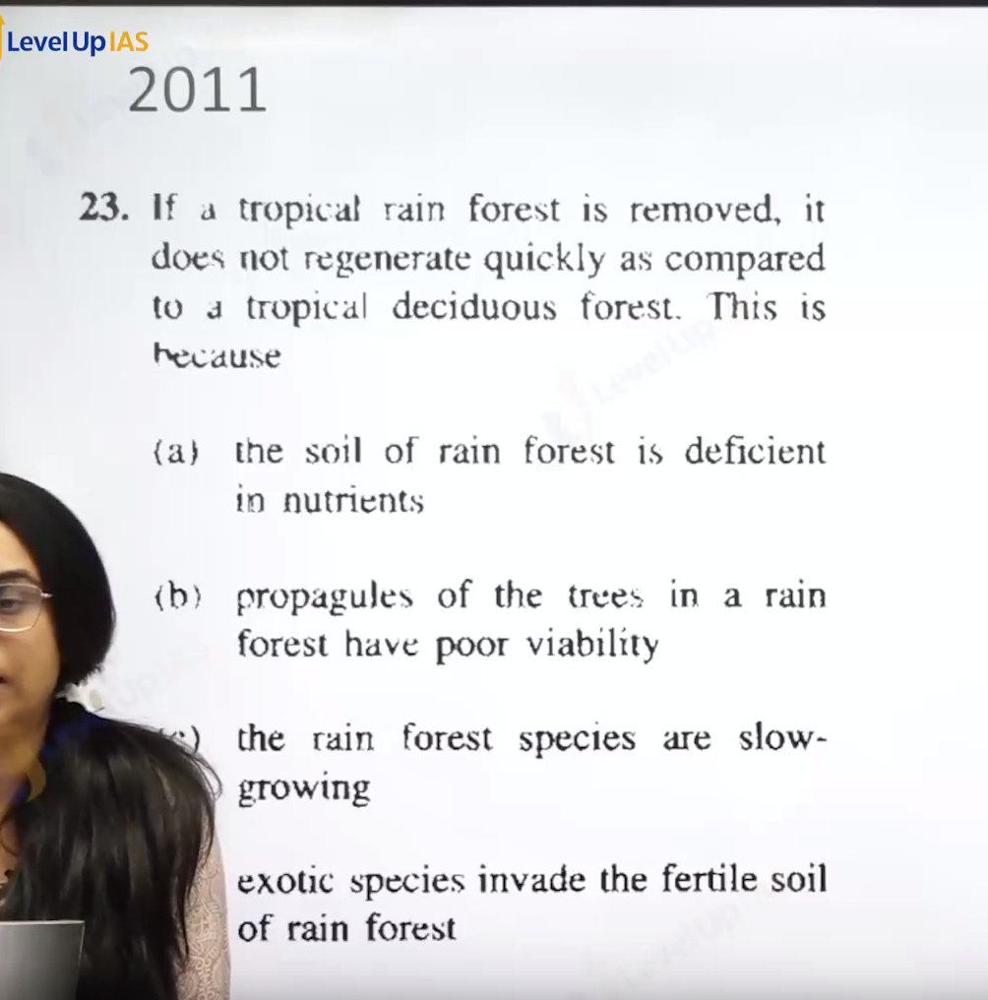 LevelUp IAS
2011
23. If a tropical rain forest is removed, it
does not regenerate quickly as compared
to a tropical deciduous forest. This is
because
(a) the soil of rain forest is deficient
in nutrients
(b) propagules of the trees in a rain
forest have poor viability
(c) the rain forest species are slow-
growing
exotic species invade the fertile soil
of rain forest
LevelUp